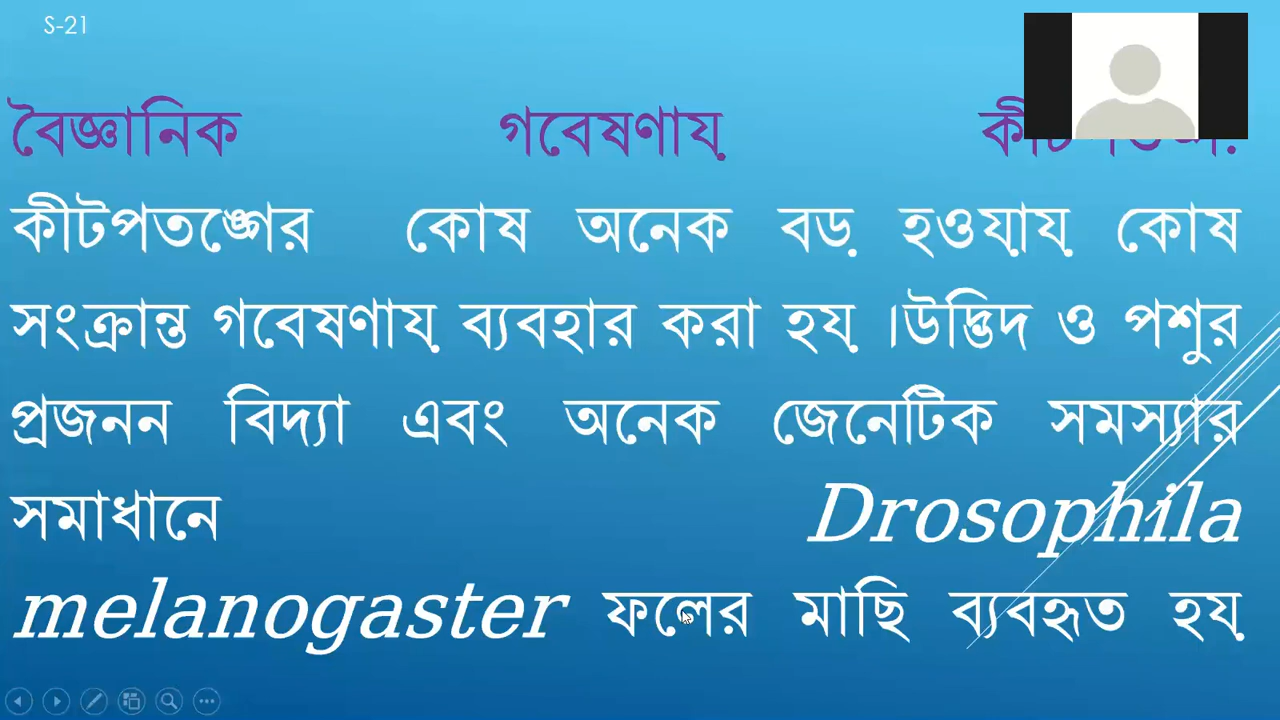 S-21
বৈজ্ঞানিক গবেষণায়
কীটপতঙ্গের কোষ অনেক বড় হওয়ায় কোষ
সংক্রান্ত গবেষণায় ব্যবহার করা হয় ।উদ্ভিদ ও পশুর
প্রজনন বিদ্যা এবং অনেক জেনেটিক সমস্যার
সমাধানে Drosophila
melanogaster ফলের মাছি ব্যবহৃত হয়